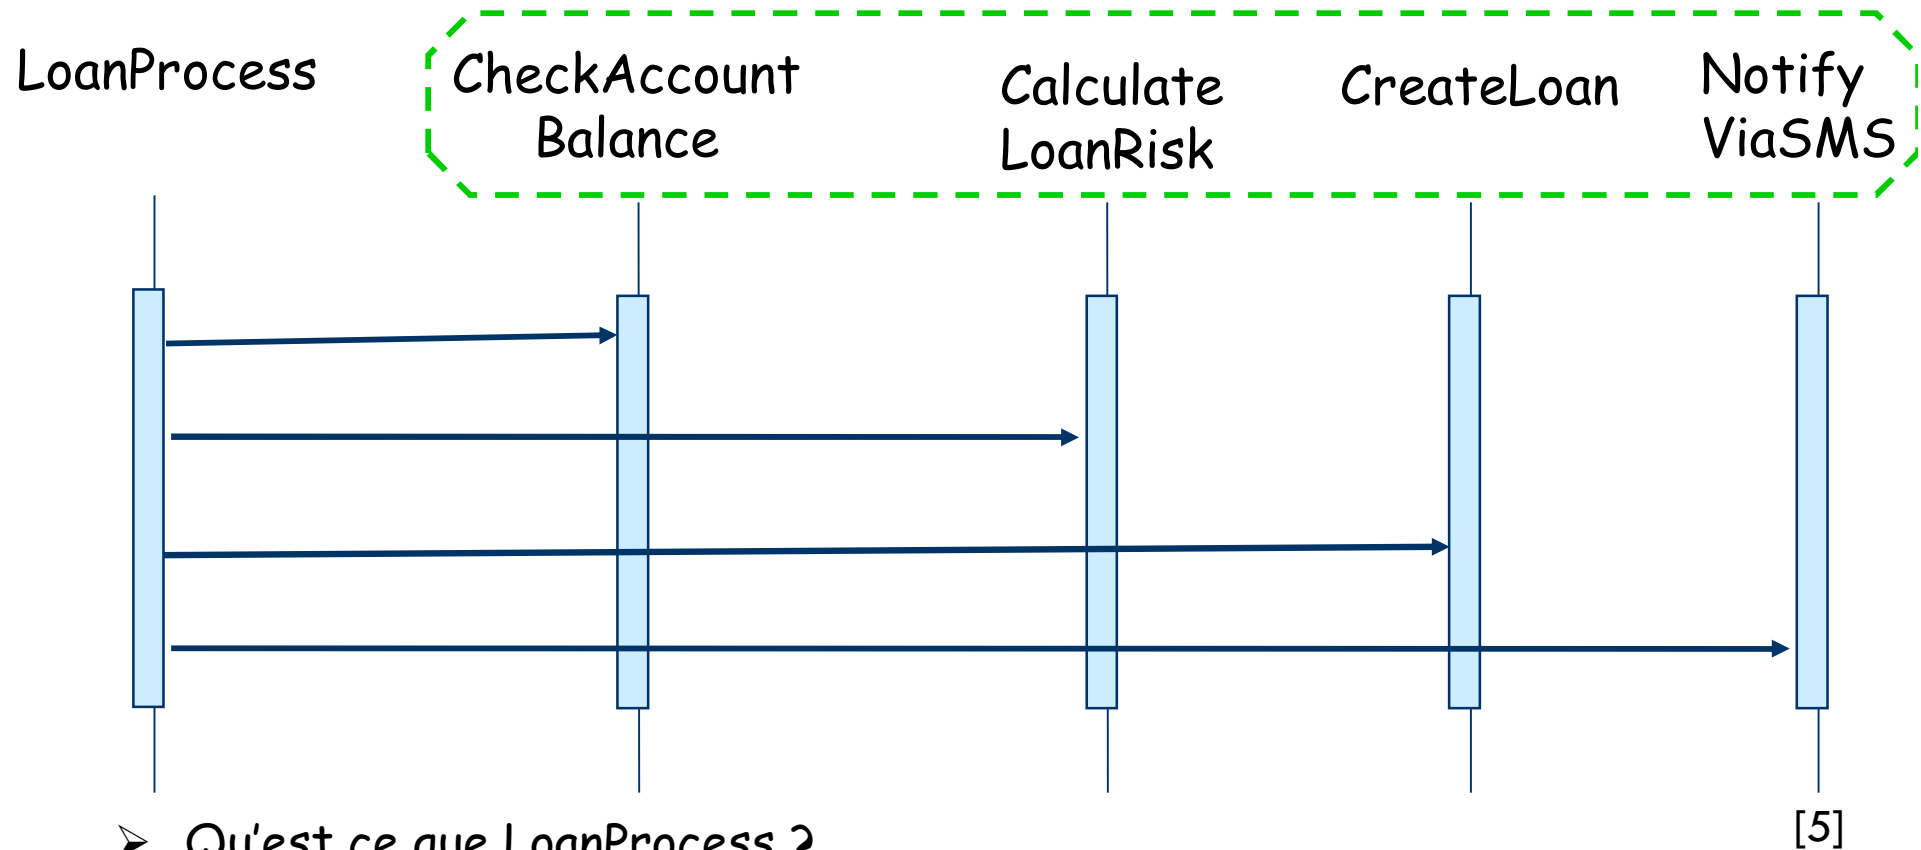 LoanProcess
CheckAccount
Balance
Calculate
LoanRisk
CreateLoan
Notify
ViaSMS
[5]
Qu'est ce que LoanProcess ?